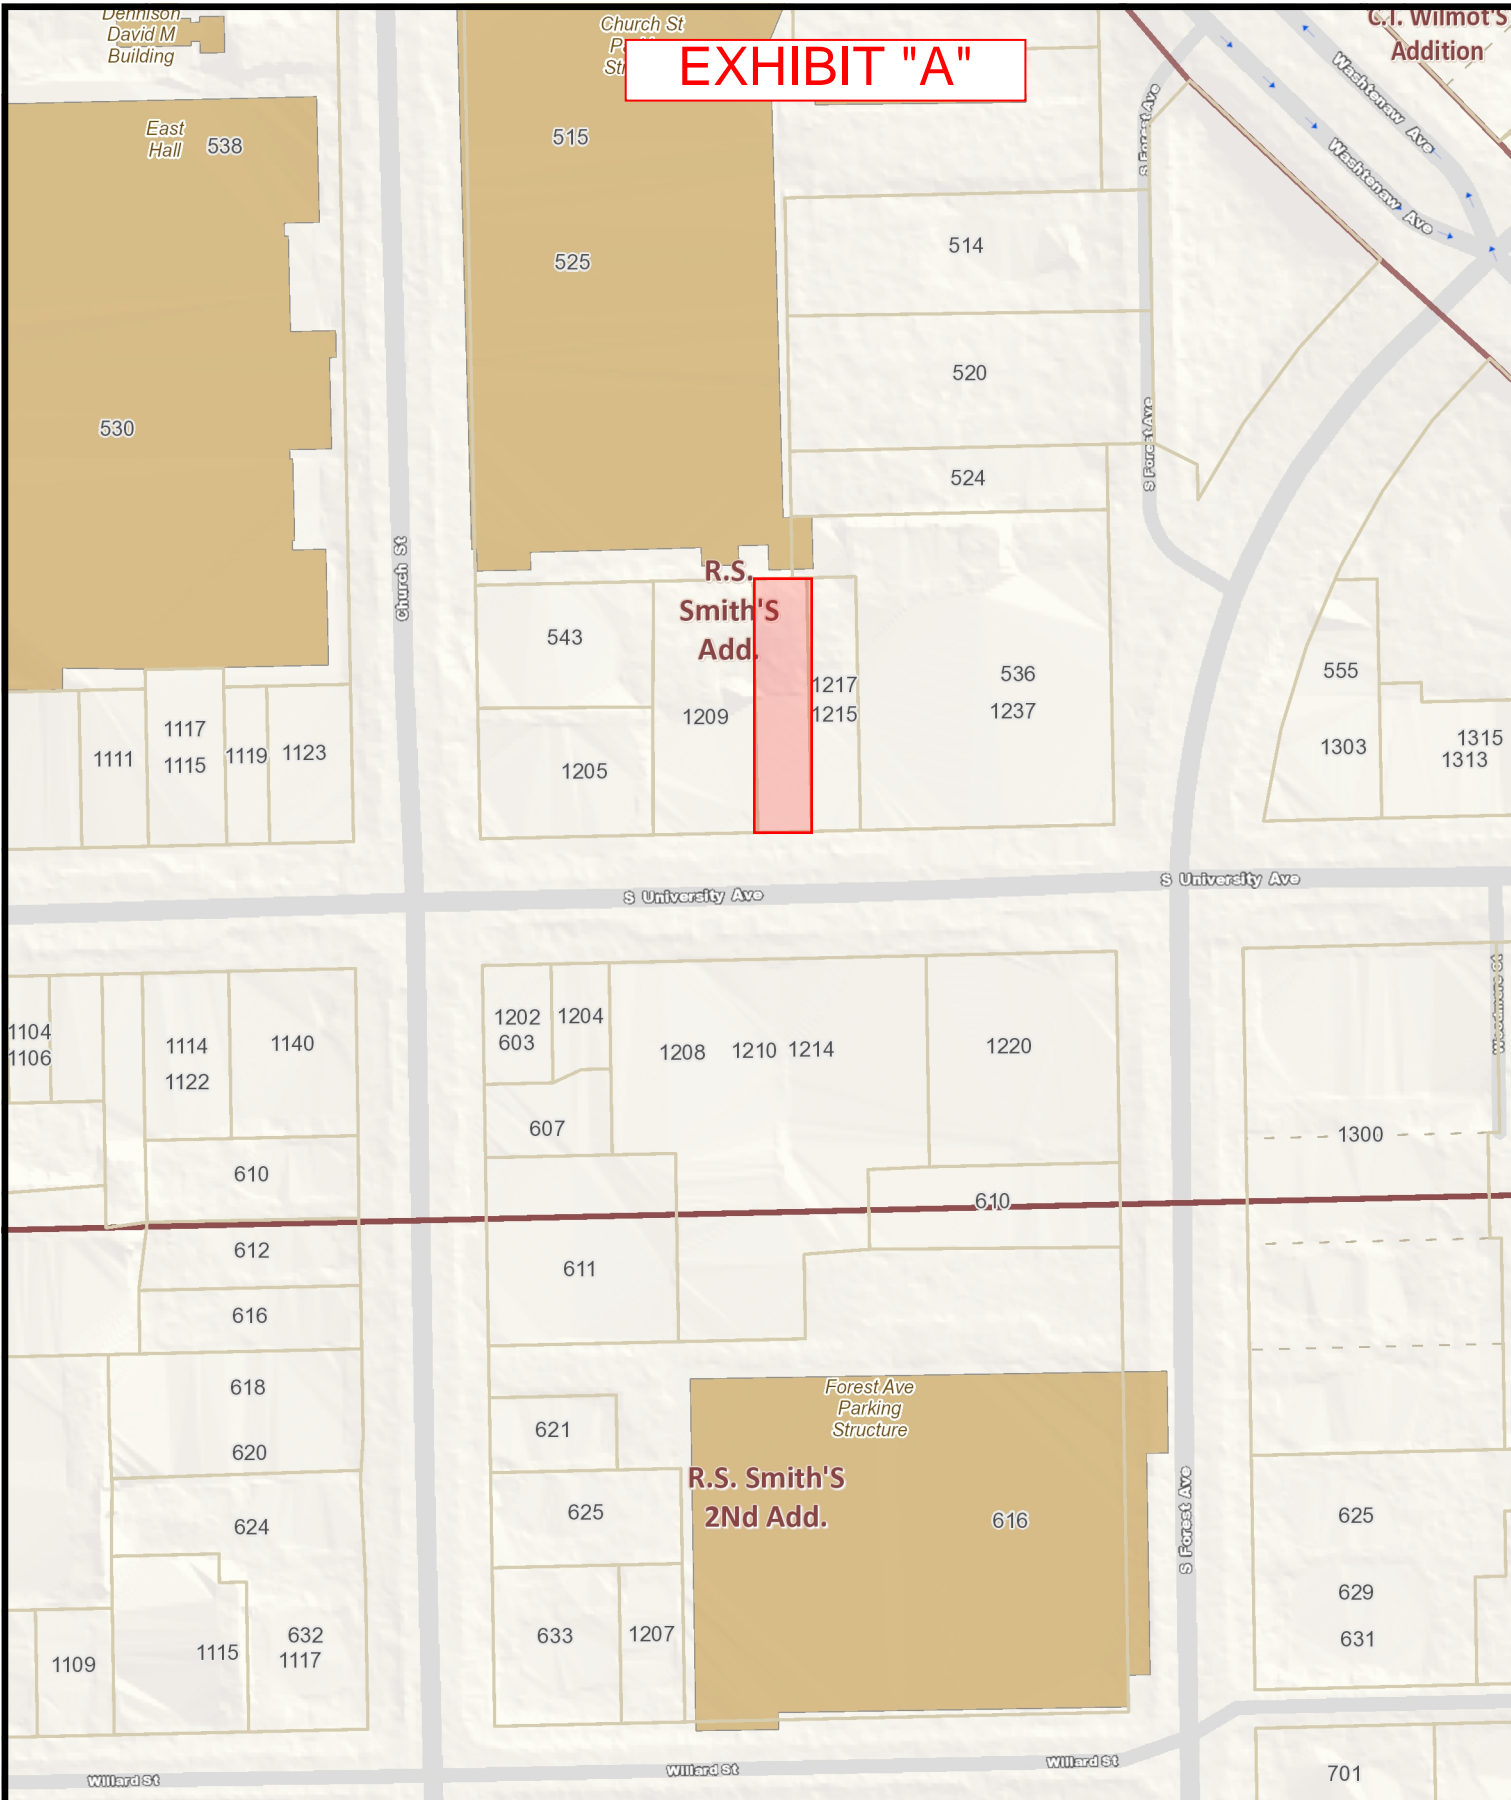 Dennison
David M
Building
Church St
EXHIBIT "A"
C.T. Wilmot'S
Addition
East
Hall
538
515
525
530
514
520
524
S Forest Ave
S Forest Ave
Washtenaw Ave
Washtenaw Ave
Church St
R.S.
Smith'S
Add.
543
1205
1209
1217
1215
536
1237
555
1303
1315
1313
1111
1117
1115
1119
1123
S University Ave
S University Ave
1104
1106
1114
1122
1140
1202
603
1204
1208
1210
1214
1220
1300
607
610
610
612
611
616
618
620
621
624
625
Forest Ave
Parking
Structure
R.S. Smith'S
2Nd Add.
616
S Forest Ave
625
629
631
633
1207
632
1117
1115
1109
Willard St
Willard St
Willard St
701